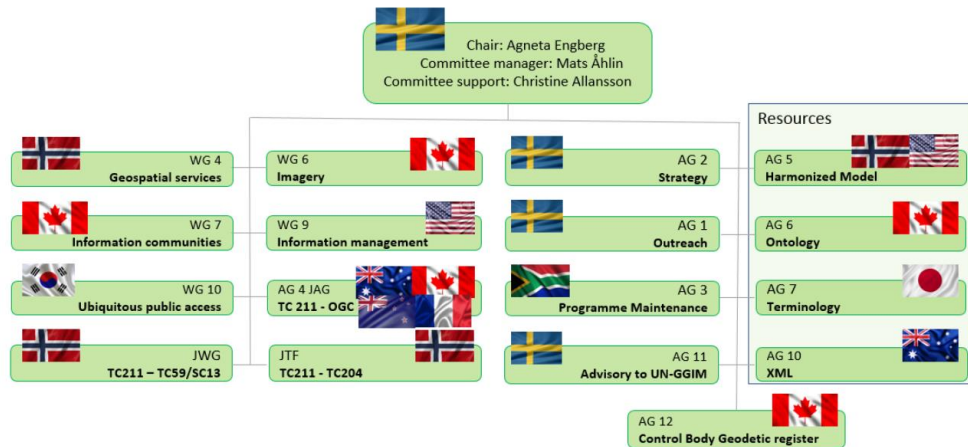 Chair: Agneta Engberg
Committee manager: Mats Åhlin
Committee support: Christine Allansson
WG 4
Geospatial services
WG 6
Imagery
AG 2
Strategy
Resources
AG 5
Harmonized Model
WG 7
Information communities
WG 9
Information management
AG 1
Outreach
AG 6
Ontology
WG 10
Ubiquitous public access
AG 4 JAG
TC 211 - OGC
AG 3
Programme Maintenance
AG 7
Terminology
JWG
TC211 – TC59/SC13
JTF
TC211 - TC204
AG 11
Advisory to UN-GGIM
AG 10
XML
AG 12
Control Body Geodetic register